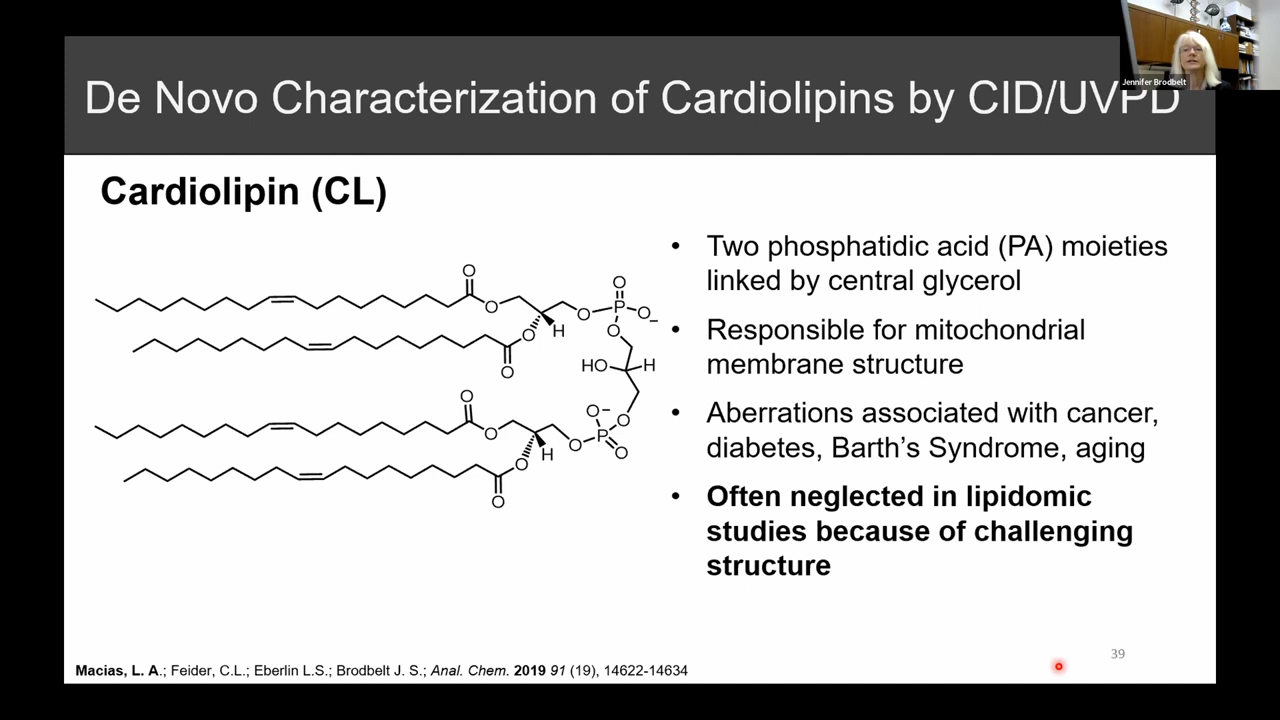 Jennifer Brodbelt
De Novo Characterization of Cardiolipins by CID/UVPD
Cardiolipin (CL)
• Two phosphatidic acid (PA) moieties
linked by central glycerol
• Responsible for mitochondrial
membrane structure
• Aberrations associated with cancer,
diabetes, Barth’s Syndrome, aging
• Often neglected in lipidomic
studies because of challenging
structure
O
O
O
O
O
H
O
P
O−
O
O
HO
H
O
O
O−
O
P
O
O
H
O
O
39
Macias, L. A.; Feider, C.L.; Eberlin L.S.; Brodbelt J. S.; Anal. Chem. 2019 91 (19), 14622-14634